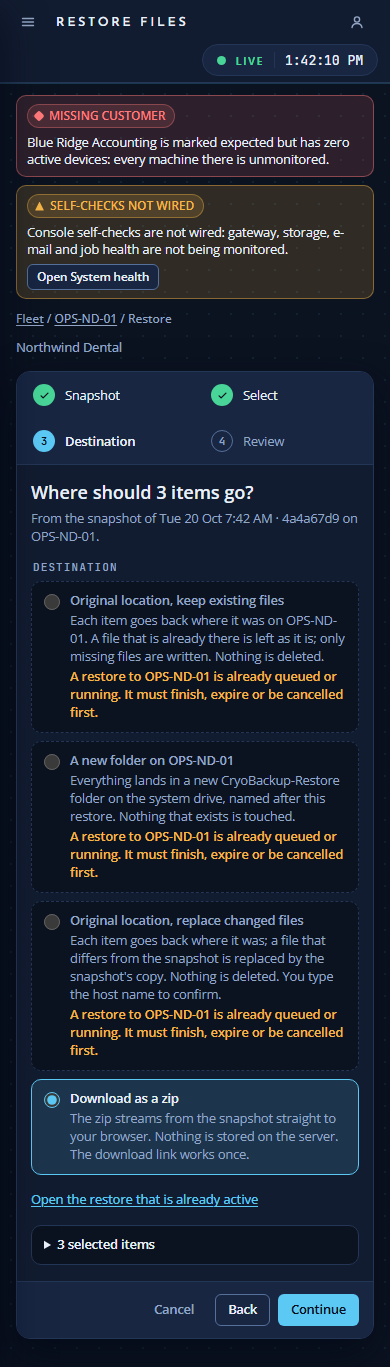 RESTORE FILES
LIVE 1:42:10 PM
MISSING CUSTOMER
Blue Ridge Accounting is marked expected but has zero
active devices: every machine there is unmonitored.
SELF-CHECKS NOT WIRED
Console self-checks are not wired: gateway, storage, e-
mail and job health are not being monitored.
Open System health
Fleet / OPS-ND-01 / Restore
Northwind Dental
Snapshot
Select
3 Destination
4 Review
Where should 3 items go?
From the snapshot of Tue 20 Oct 7:42 AM · 4a4a67d9 on
OPS-ND-01.
DESTINATION
Original location, keep existing files
Each item goes back where it was on OPS-ND-
01. A file that is already there is left as it is; only
missing files are written. Nothing is deleted.
A restore to OPS-ND-01 is already queued or
running. It must finish, expire or be cancelled
first.
A new folder on OPS-ND-01
Everything lands in a new CryoBackup-Restore
folder on the system drive, named after this
restore. Nothing that exists is touched.
A restore to OPS-ND-01 is already queued or
running. It must finish, expire or be cancelled
first.
Original location, replace changed files
Each item goes back where it was; a file that
differs from the snapshot is replaced by the
snapshot's copy. Nothing is deleted. You type
the host name to confirm.
A restore to OPS-ND-01 is already queued or
running. It must finish, expire or be cancelled
first.
Download as a zip
The zip streams from the snapshot straight to
your browser. Nothing is stored on the server.
The download link works once.
Open the restore that is already active
3 selected items
Cancel Back Continue